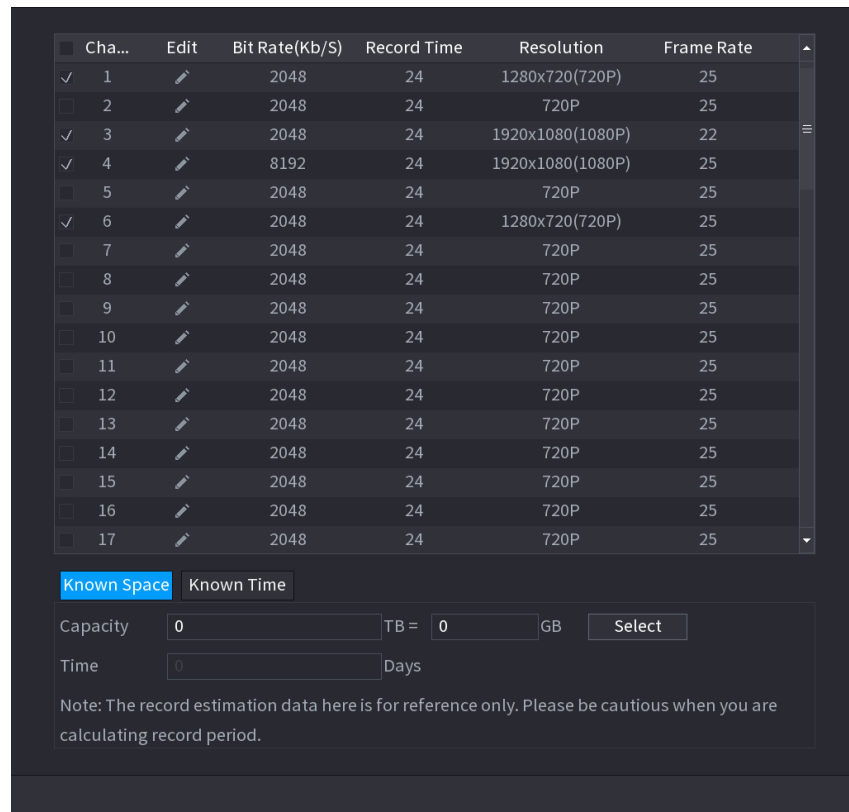 Cha... Edit Bit Rate(Kb/S) Record Time Resolution Frame Rate
1 2048 24 1280x720(720P) 25
2 2048 24 720P 25
3 2048 24 1920x1080(1080P) 22
4 8192 24 1920x1080(1080P) 25
5 2048 24 720P 25
6 2048 24 1280x720(720P) 25
7 2048 24 720P 25
8 2048 24 720P 25
9 2048 24 720P 25
10 2048 24 720P 25
11 2048 24 720P 25
12 2048 24 720P 25
13 2048 24 720P 25
14 2048 24 720P 25
15 2048 24 720P 25
16 2048 24 720P 25
17 2048 24 720P 25
Known Space Known Time
Capacity 0 TB = 0 GB Select
Time 0 Days
Note: The record estimation data here is for reference only. Please be cautious when you are
calculating record period.